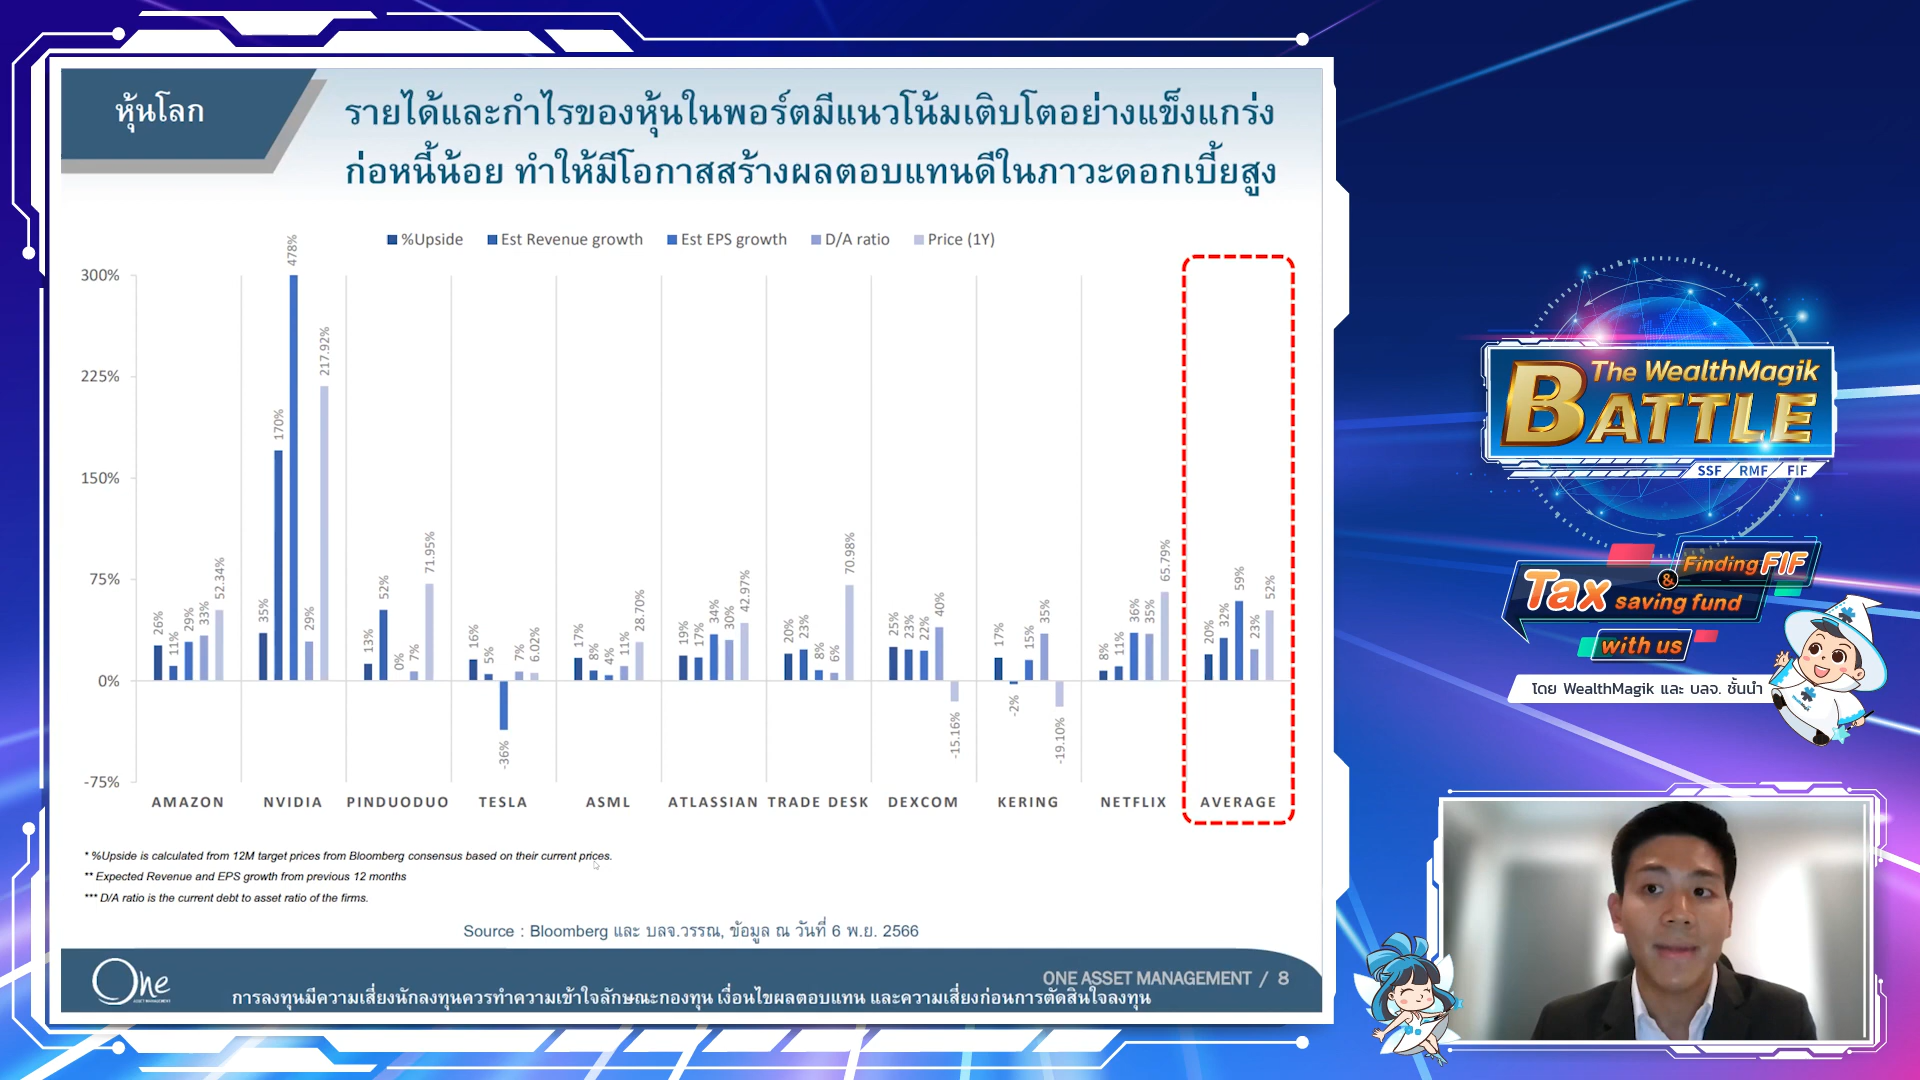 หุ้นโลก
รายได้และกำไรของหุ้นในพอร์ตมีแนวโน้มเติบโตอย่างแข็งแกร่ง
ก่อหนี้น้อย ทำให้มีโอกาสสร้างผลตอบแทนดีในภาวะดอกเบี้ยสูง
%Upside Est Revenue growth Est EPS growth D/A ratio Price (1Y)
300%
225%
150%
75%
0%
-75%
26% 11% 29% 33% 52.34%
35% 170% 478% 29% 217.92%
13% 52% 0% 7% 71.95%
16% 5% -36% 7% 6.02%
17% 8% 4% 11% 28.70%
19% 17% 34% 30% 42.97%
20% 23% 8% 6% 70.98%
25% 23% 22% 40% -15.16%
17% -2% 15% 35% -19.10%
8% 11% 36% 35% 65.79%
20% 32% 59% 23% 52%
AMAZON NVIDIA PINDUODUO TESLA ASML ATLASSIAN TRADE DESK DEXCOM KERING NETFLIX AVERAGE
* %Upside is calculated from 12M target prices from Bloomberg consensus based on their current prices.
** Expected Revenue and EPS growth from previous 12 months
*** D/A ratio is the current debt to asset ratio of the firms.
Source : Bloomberg และ บลจ.วรรณ, ข้อมูล ณ วันที่ 6 พ.ย. 2566
One
ASSET MANAGEMENT
ONE ASSET MANAGEMENT / 8
การลงทุนมีความเสี่ยงนักลงทุนควรทำความเข้าใจลักษณะกองทุน เงื่อนไขผลตอบแทน และความเสี่ยงก่อนการตัดสินใจลงทุน
The WealthMagik
BATTLE
SSF RMF FIF
Finding FIF
Tax & saving fund
with us
โดย WealthMagik และ บลจ. ชั้นนำ